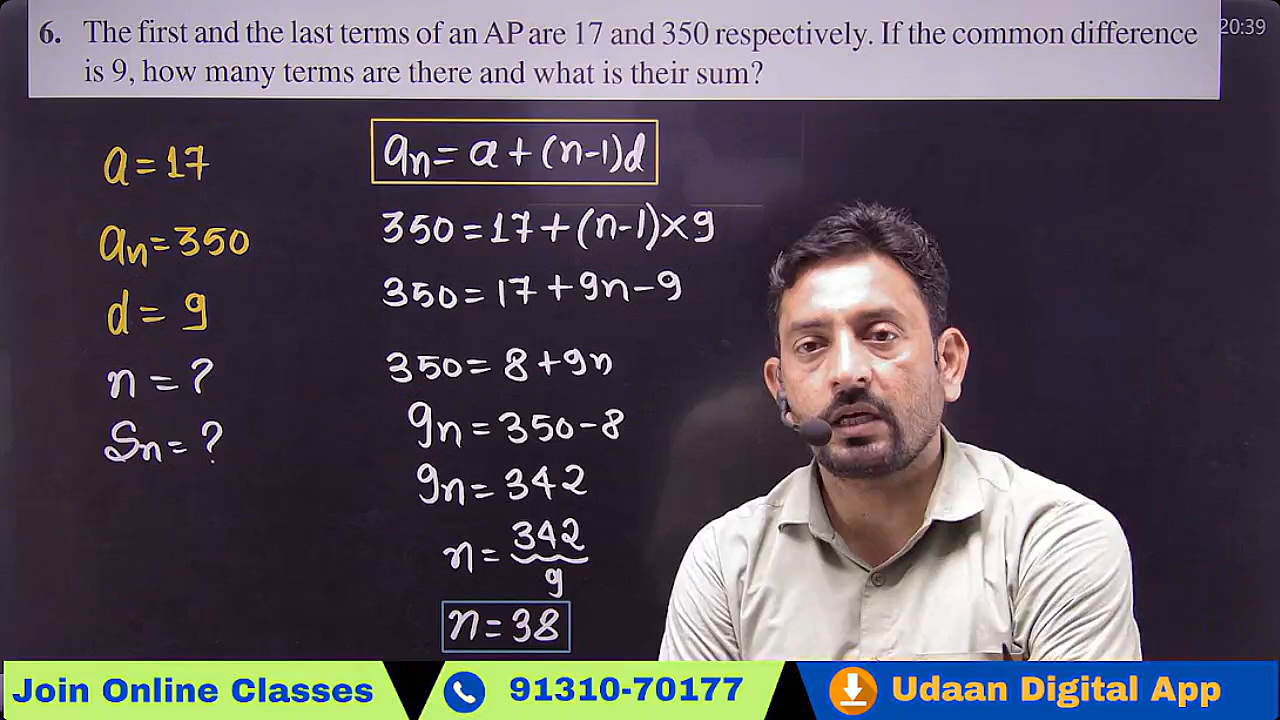 6. The first and the last terms of an AP are 17 and 350 respectively. If the common difference
is 9, how many terms are there and what is their sum?
20:39
a = 17
aₙ = 350
d = 9
n = ?
Sₙ = ?
aₙ = a + (n-1)d
350 = 17 + (n-1) × 9
350 = 17 + 9n - 9
350 = 8 + 9n
9n = 350 - 8
9n = 342
n = 342/9
n = 38
Join Online Classes
91310-70177
Udaan Digital App